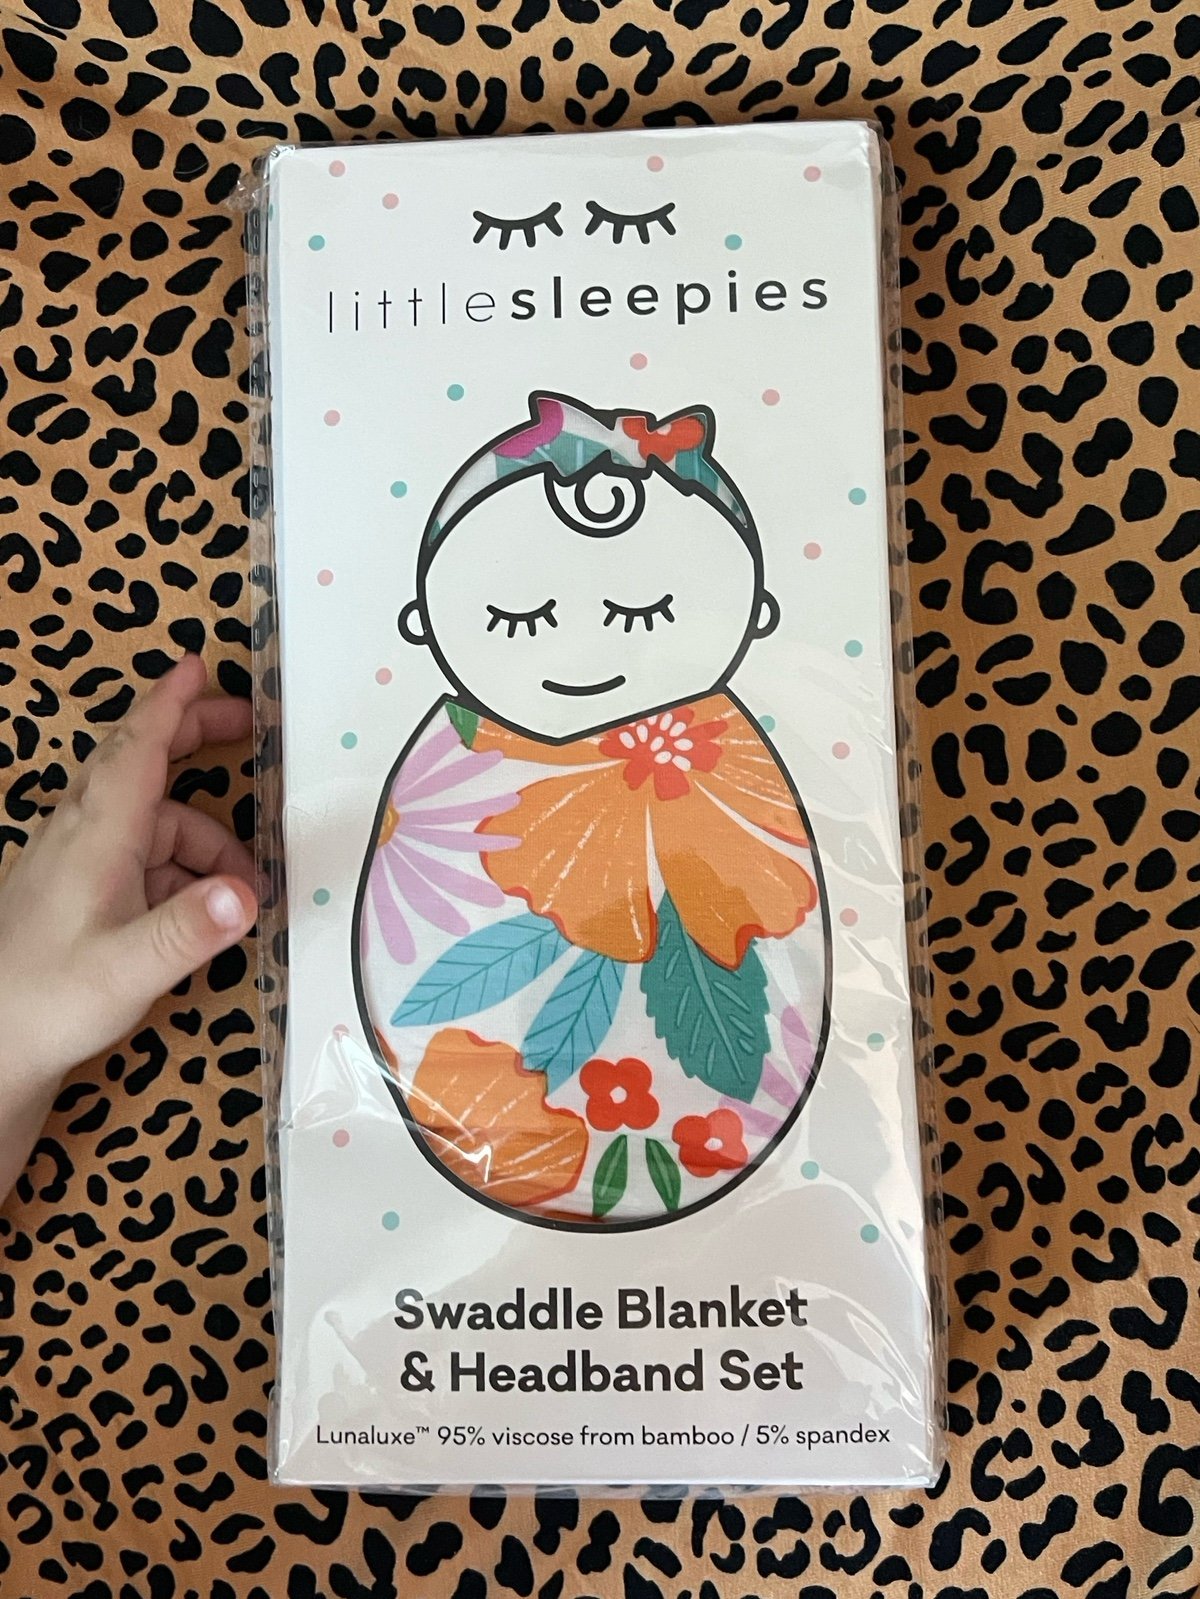 littlesleepies
Swaddle Blanket
& Headband Set
Lunaluxe™ 95% viscose from bamboo / 5% spandex